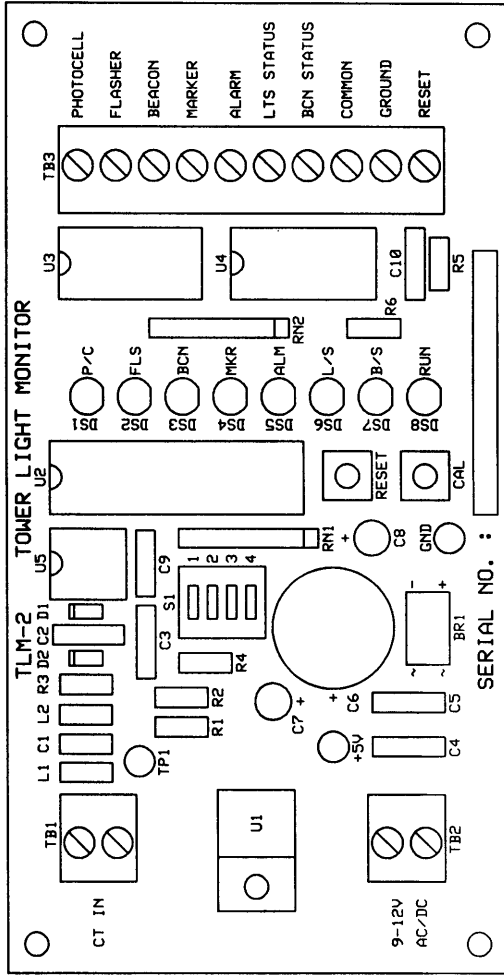 TLM-2 TOWER LIGHT MONITOR
TB3
PHOTOCELL
FLASHER
BEACON
MARKER
ALARM
LTS STATUS
BCN STATUS
COMMON
GROUND
RESET
U3
U4
C10
R5
RN2
R6
DS1 P/C
DS2 FLS
DS3 BCN
DS4 MKR
DS5 ALM
DS6 L/S
DS7 B/S
DS8 RUN
U2
RESET
CAL
U5
C9
RN1
+
C8
GND
D1
C2
D2
R3
L2
C1
L1
C3
S1
1
2
3
4
R4
R2
R1
TP1
C7
+
+
C6
+5V
BR1
-
+
~
~
C5
C4
TB1
CT IN
U1
TB2
9-12V
AC/DC
SERIAL NO. :